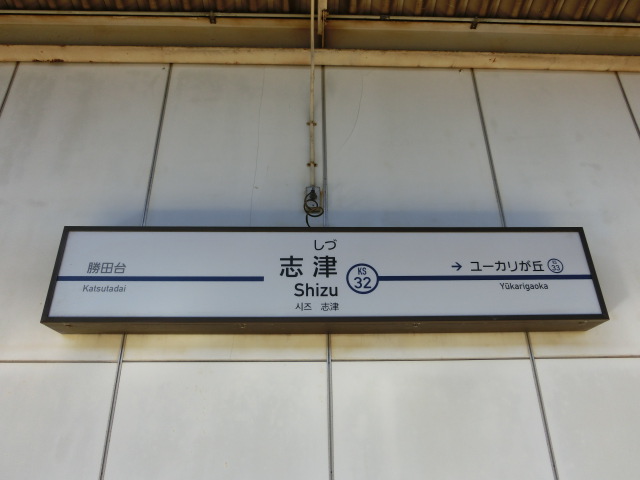 勝田台
Katsutadai
しづ
志津
Shizu
시즈 志津
KS
32
→ ユーカリが丘 KS 33
Yūkarigaoka